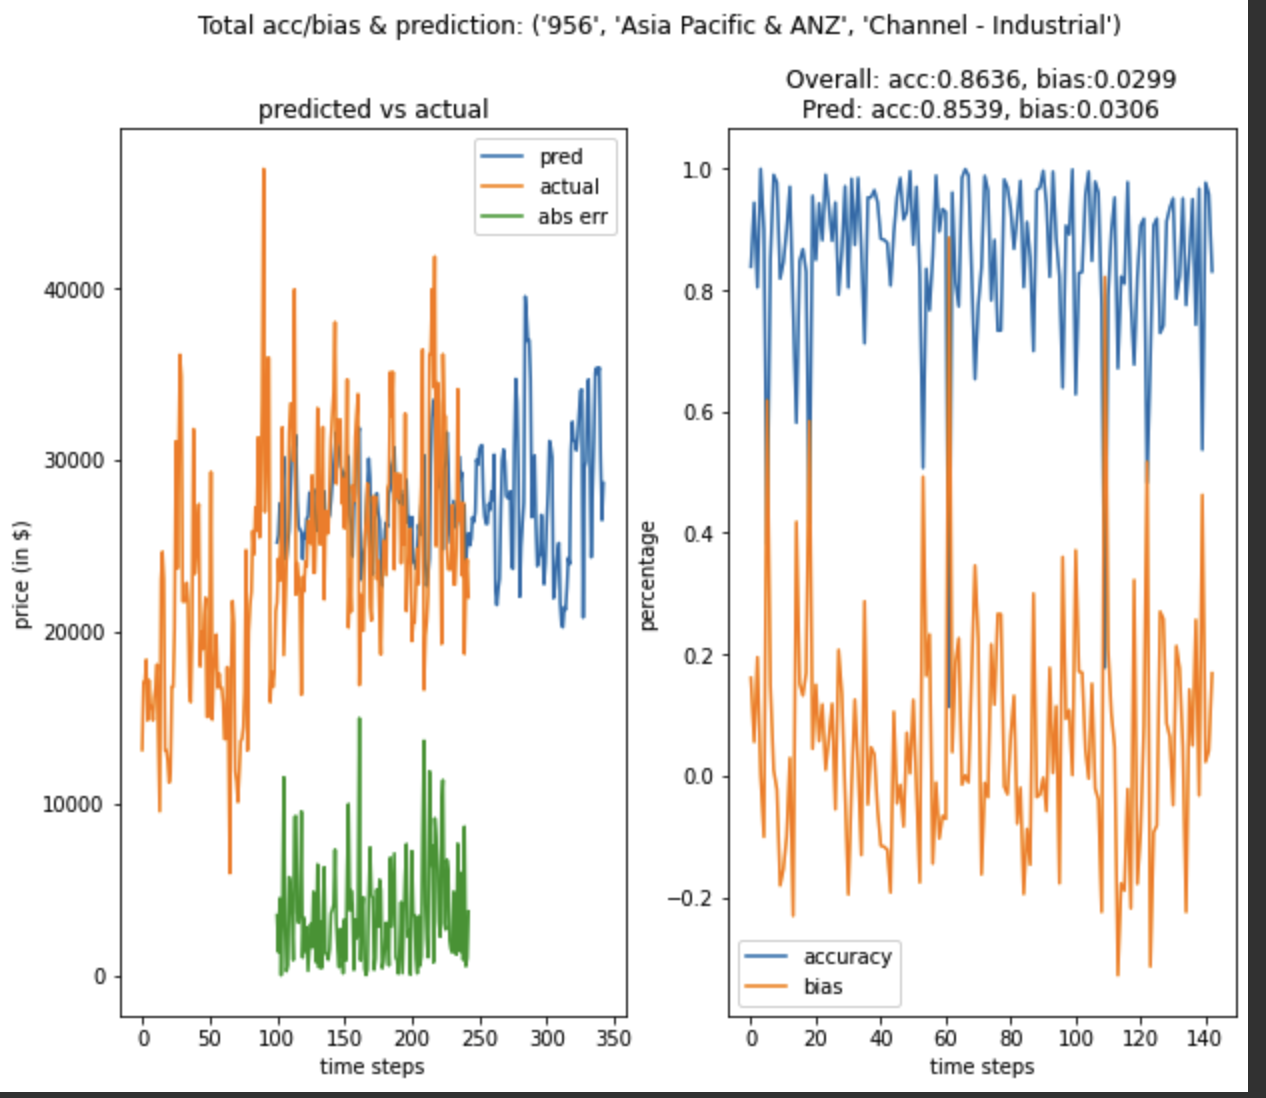 Total acc/bias & prediction: ('956', 'Asia Pacific & ANZ', 'Channel - Industrial')
predicted vs actual
pred
actual
abs err
price (in $)
40000
30000
20000
10000
0
0 50 100 150 200 250 300 350
time steps
Overall: acc:0.8636, bias:0.0299
Pred: acc:0.8539, bias:0.0306
percentage
1.0
0.8
0.6
0.4
0.2
0.0
−0.2
accuracy
bias
0 20 40 60 80 100 120 140
time steps